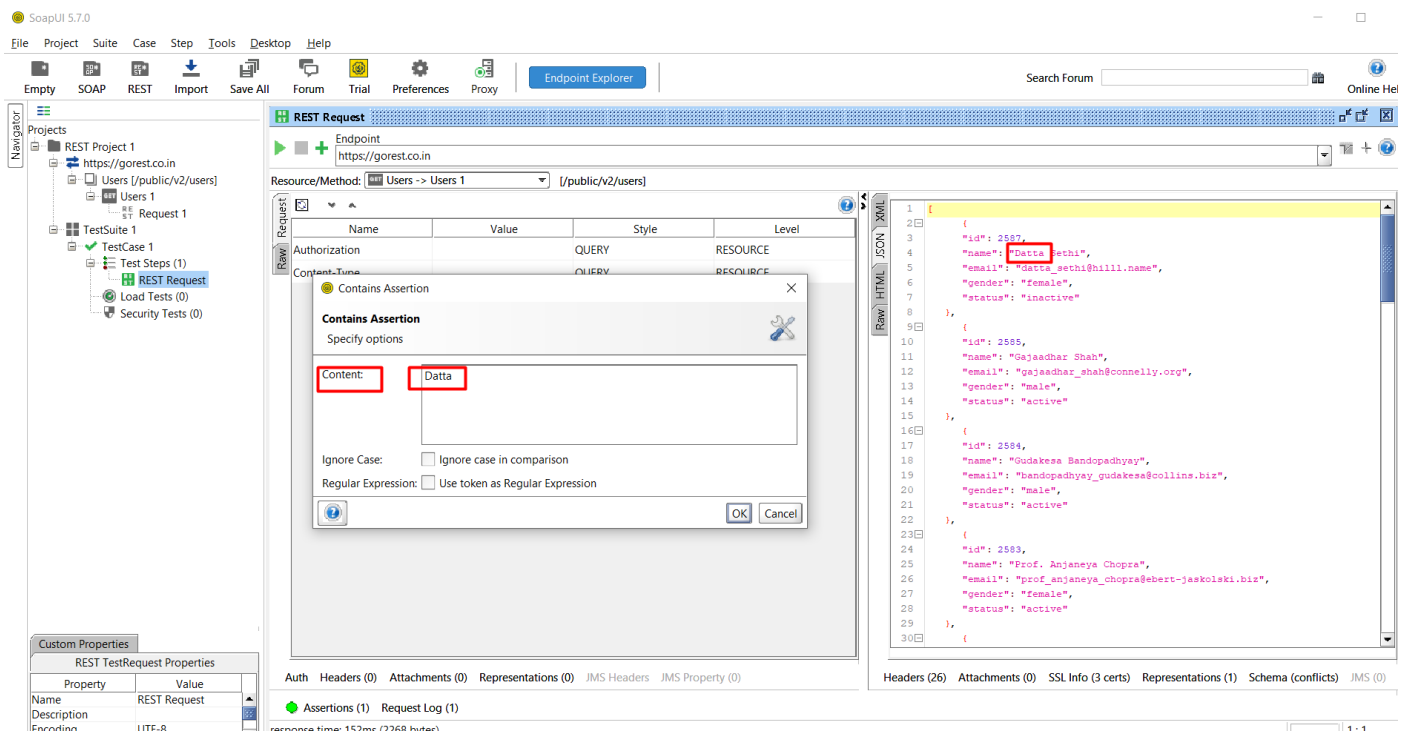 SoapUI 5.7.0
File Project Suite Case Step Tools Desktop Help
Empty SOAP REST Import Save All Forum Trial Preferences Proxy Endpoint Explorer Search Forum Online Hel
Navigator
Projects
REST Project 1
https://gorest.co.in
Users [/public/v2/users]
GET Users 1
REST Request 1
TestSuite 1
TestCase 1
Test Steps (1)
REST Request
Load Tests (0)
Security Tests (0)
Custom Properties
REST TestRequest Properties
Property Value
Name REST Request
Description
Encoding UTF-8
REST Request
Endpoint
https://gorest.co.in
Resource/Method: GET Users -> Users 1 [/public/v2/users]
Request
Raw
Name Value Style Level
Authorization QUERY RESOURCE
Content-Type QUERY RESOURCE
Contains Assertion
Contains Assertion
Specify options
Content: Datta
Ignore Case: Ignore case in comparison
Regular Expression: Use token as Regular Expression
OK Cancel
Auth Headers (0) Attachments (0) Representations (0) JMS Headers JMS Property (0)
XML
JSON
HTML
Raw
1 [
2 {
3 "id": 2587,
4 "name": "Datta Sethi",
5 "email": "datta_sethi@hilll.name",
6 "gender": "female",
7 "status": "inactive"
8 },
9 {
10 "id": 2585,
11 "name": "Gajaadhar Shah",
12 "email": "gajaadhar_shah@connelly.org",
13 "gender": "male",
14 "status": "active"
15 },
16 {
17 "id": 2584,
18 "name": "Gudakesa Bandopadhyay",
19 "email": "bandopadhyay_gudakesa@collins.biz",
20 "gender": "male",
21 "status": "active"
22 },
23 {
24 "id": 2583,
25 "name": "Prof. Anjaneya Chopra",
26 "email": "prof_anjaneya_chopra@ebert-jaskolski.biz",
27 "gender": "female",
28 "status": "active"
29 },
30 {
Headers (26) Attachments (0) SSL Info (3 certs) Representations (1) Schema (conflicts) JMS (0)
Assertions (1) Request Log (1)
response time: 152ms (2268 bytes)
1 : 1